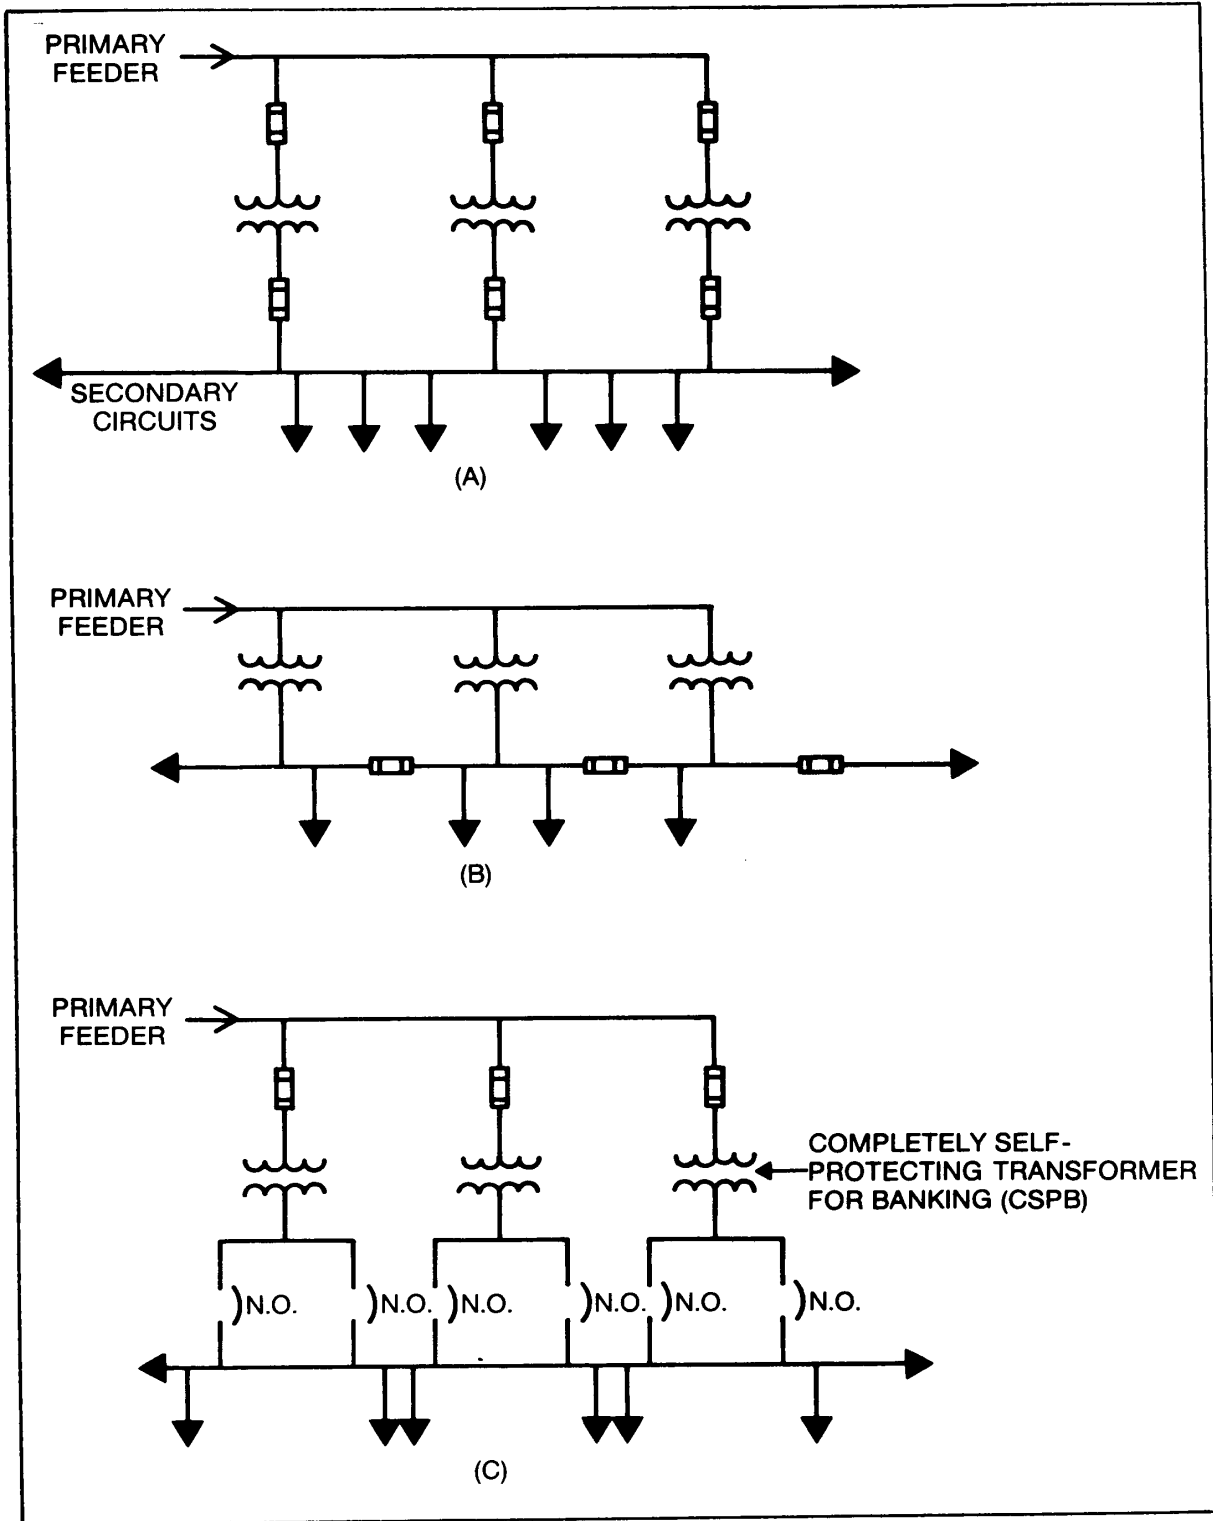 PRIMARY
FEEDER
SECONDARY
CIRCUITS
(A)
PRIMARY
FEEDER
(B)
PRIMARY
FEEDER
COMPLETELY SELF-
PROTECTING TRANSFORMER
FOR BANKING (CSPB)
N.O. N.O. N.O. N.O. N.O. N.O.
(C)